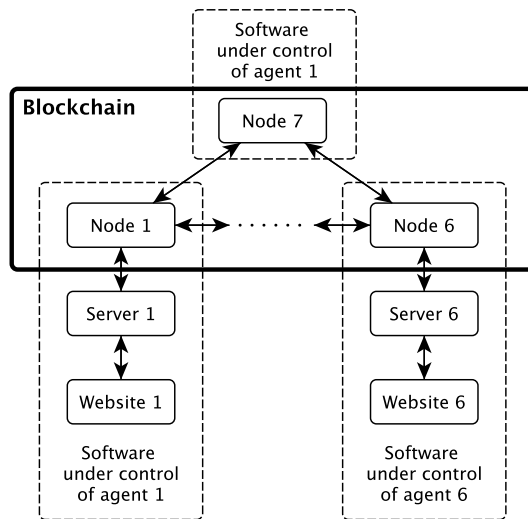 Software
under control
of agent 1
Blockchain
Node 7
Node 1
· · · · · ·
Node 6
Server 1
Server 6
Website 1
Website 6
Software
under control
of agent 1
Software
under control
of agent 6